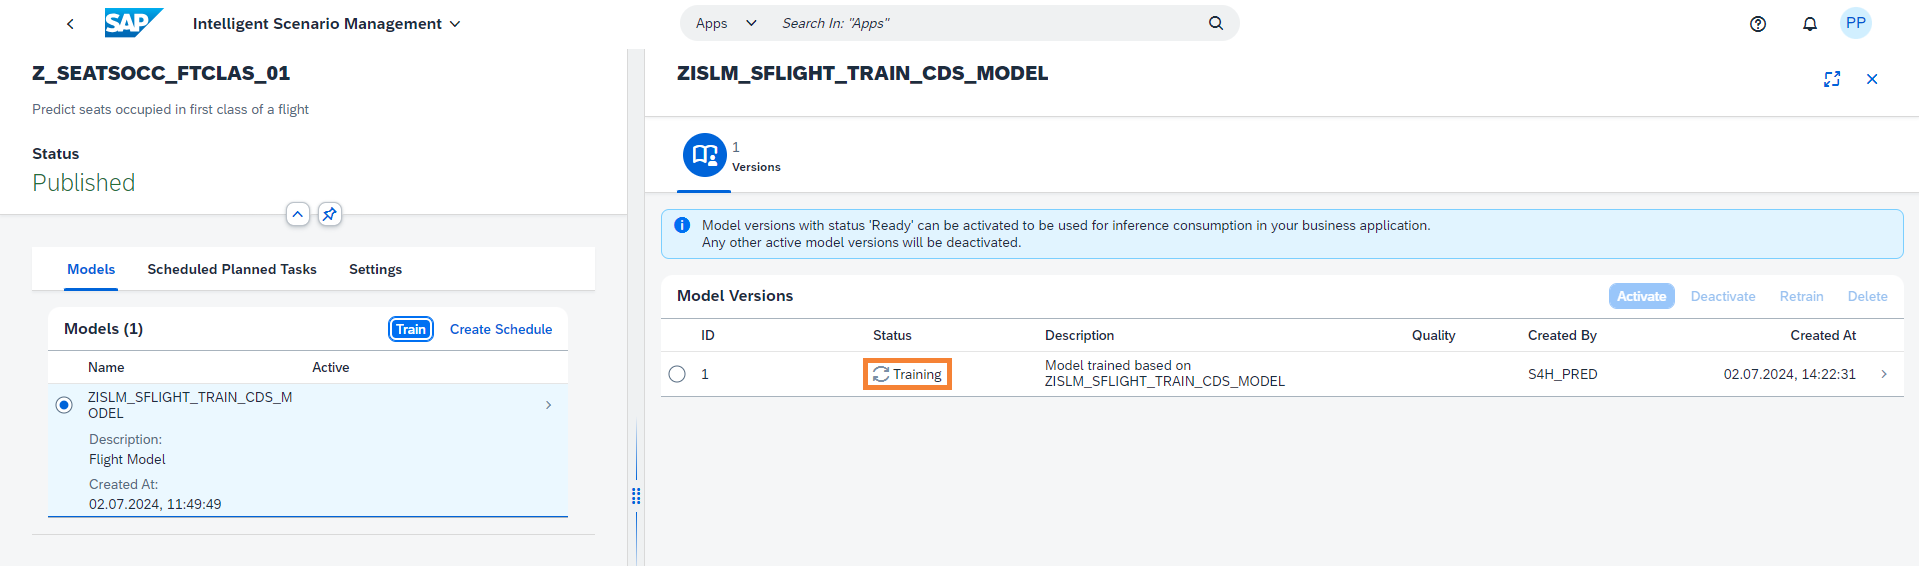 SAP
Intelligent Scenario Management
Apps
Search In: "Apps"
PP
Z_SEATSOCC_FTCLAS_01
Predict seats occupied in first class of a flight
Status
Published
Models
Scheduled Planned Tasks
Settings
Models (1)
Train
Create Schedule
Name
Active
ZISLM_SFLIGHT_TRAIN_CDS_M
ODEL
Description:
Flight Model
Created At:
02.07.2024, 11:49:49
ZISLM_SFLIGHT_TRAIN_CDS_MODEL
1
Versions
Model versions with status 'Ready' can be activated to be used for inference consumption in your business application.
Any other active model versions will be deactivated.
Model Versions
Activate
Deactivate
Retrain
Delete
ID
Status
Description
Quality
Created By
Created At
1
Training
Model trained based on
ZISLM_SFLIGHT_TRAIN_CDS_MODEL
S4H_PRED
02.07.2024, 14:22:31